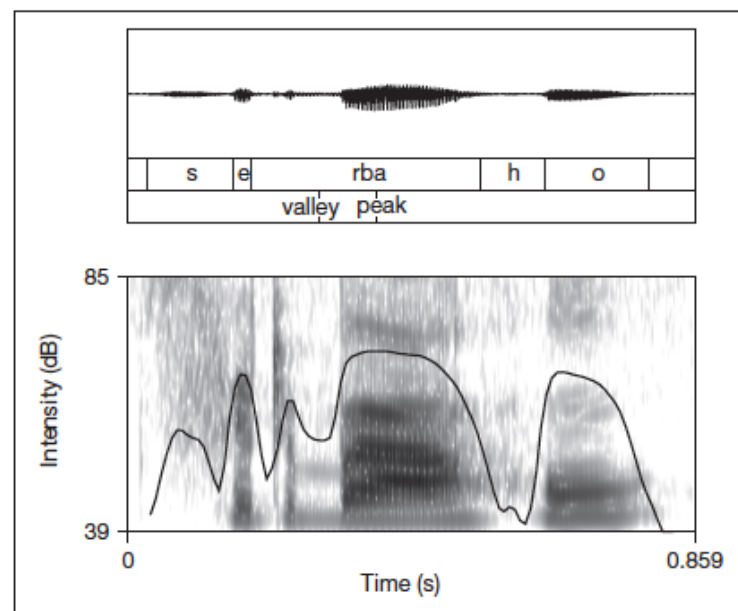 s e rba h o
valley peak
85
Intensity (dB)
39
0 0.859
Time (s)